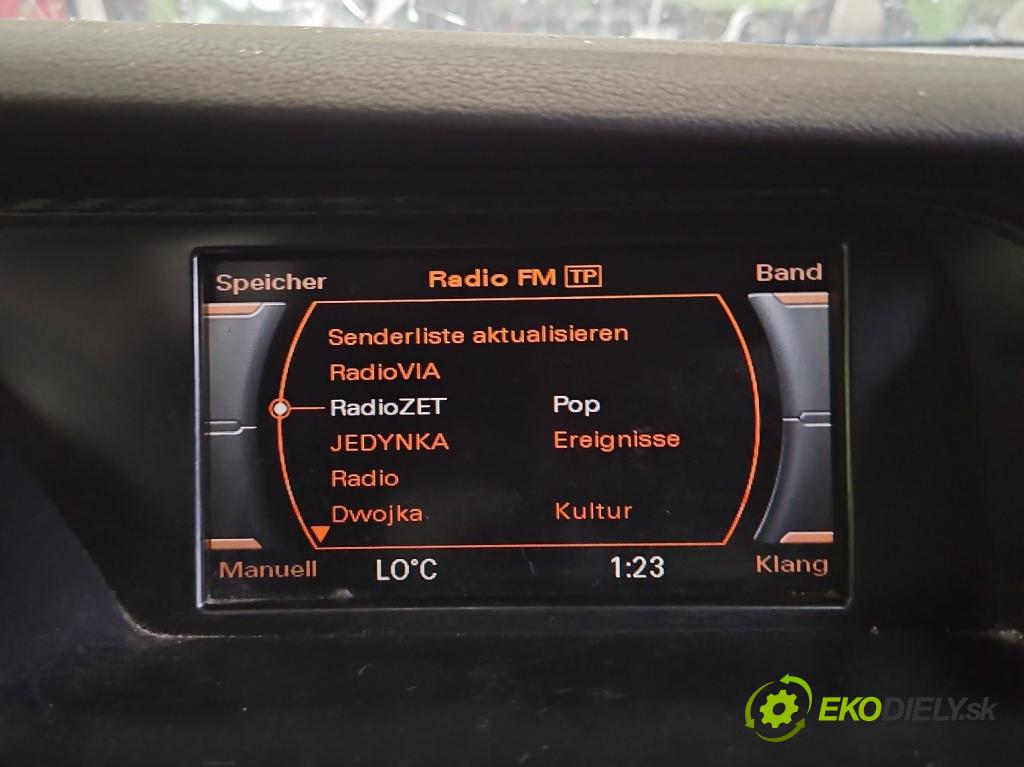 Speicher Radio FM TP Band
Senderliste aktualisieren
RadioVIA
RadioZET Pop
JEDYNKA Ereignisse
Radio
Dwojka Kultur
Manuell LO°C 1:23 Klang
EKODIELY.sk